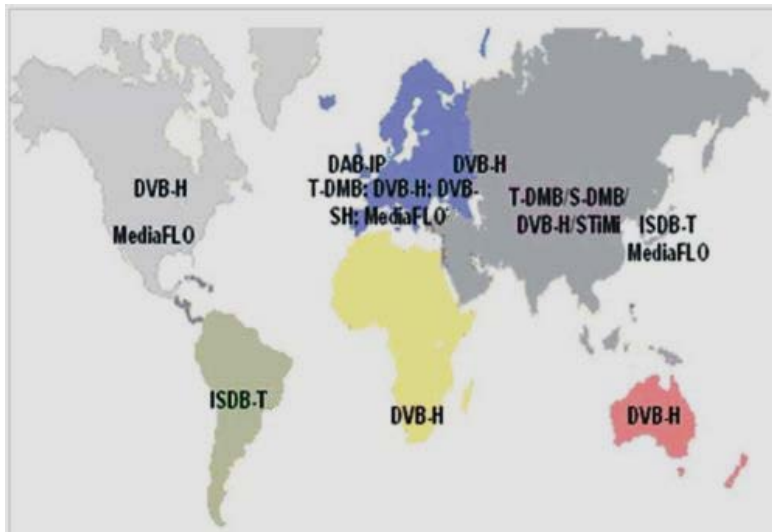 DVB-H
MediaFLO
DAB-IP
DVB-H
T-DMB; DVB-H; DVB-
SH; MediaFLO
T-DMB/S-DMB/
DVB-H/STiMi
ISDB-T
MediaFLO
ISDB-T
DVB-H
DVB-H